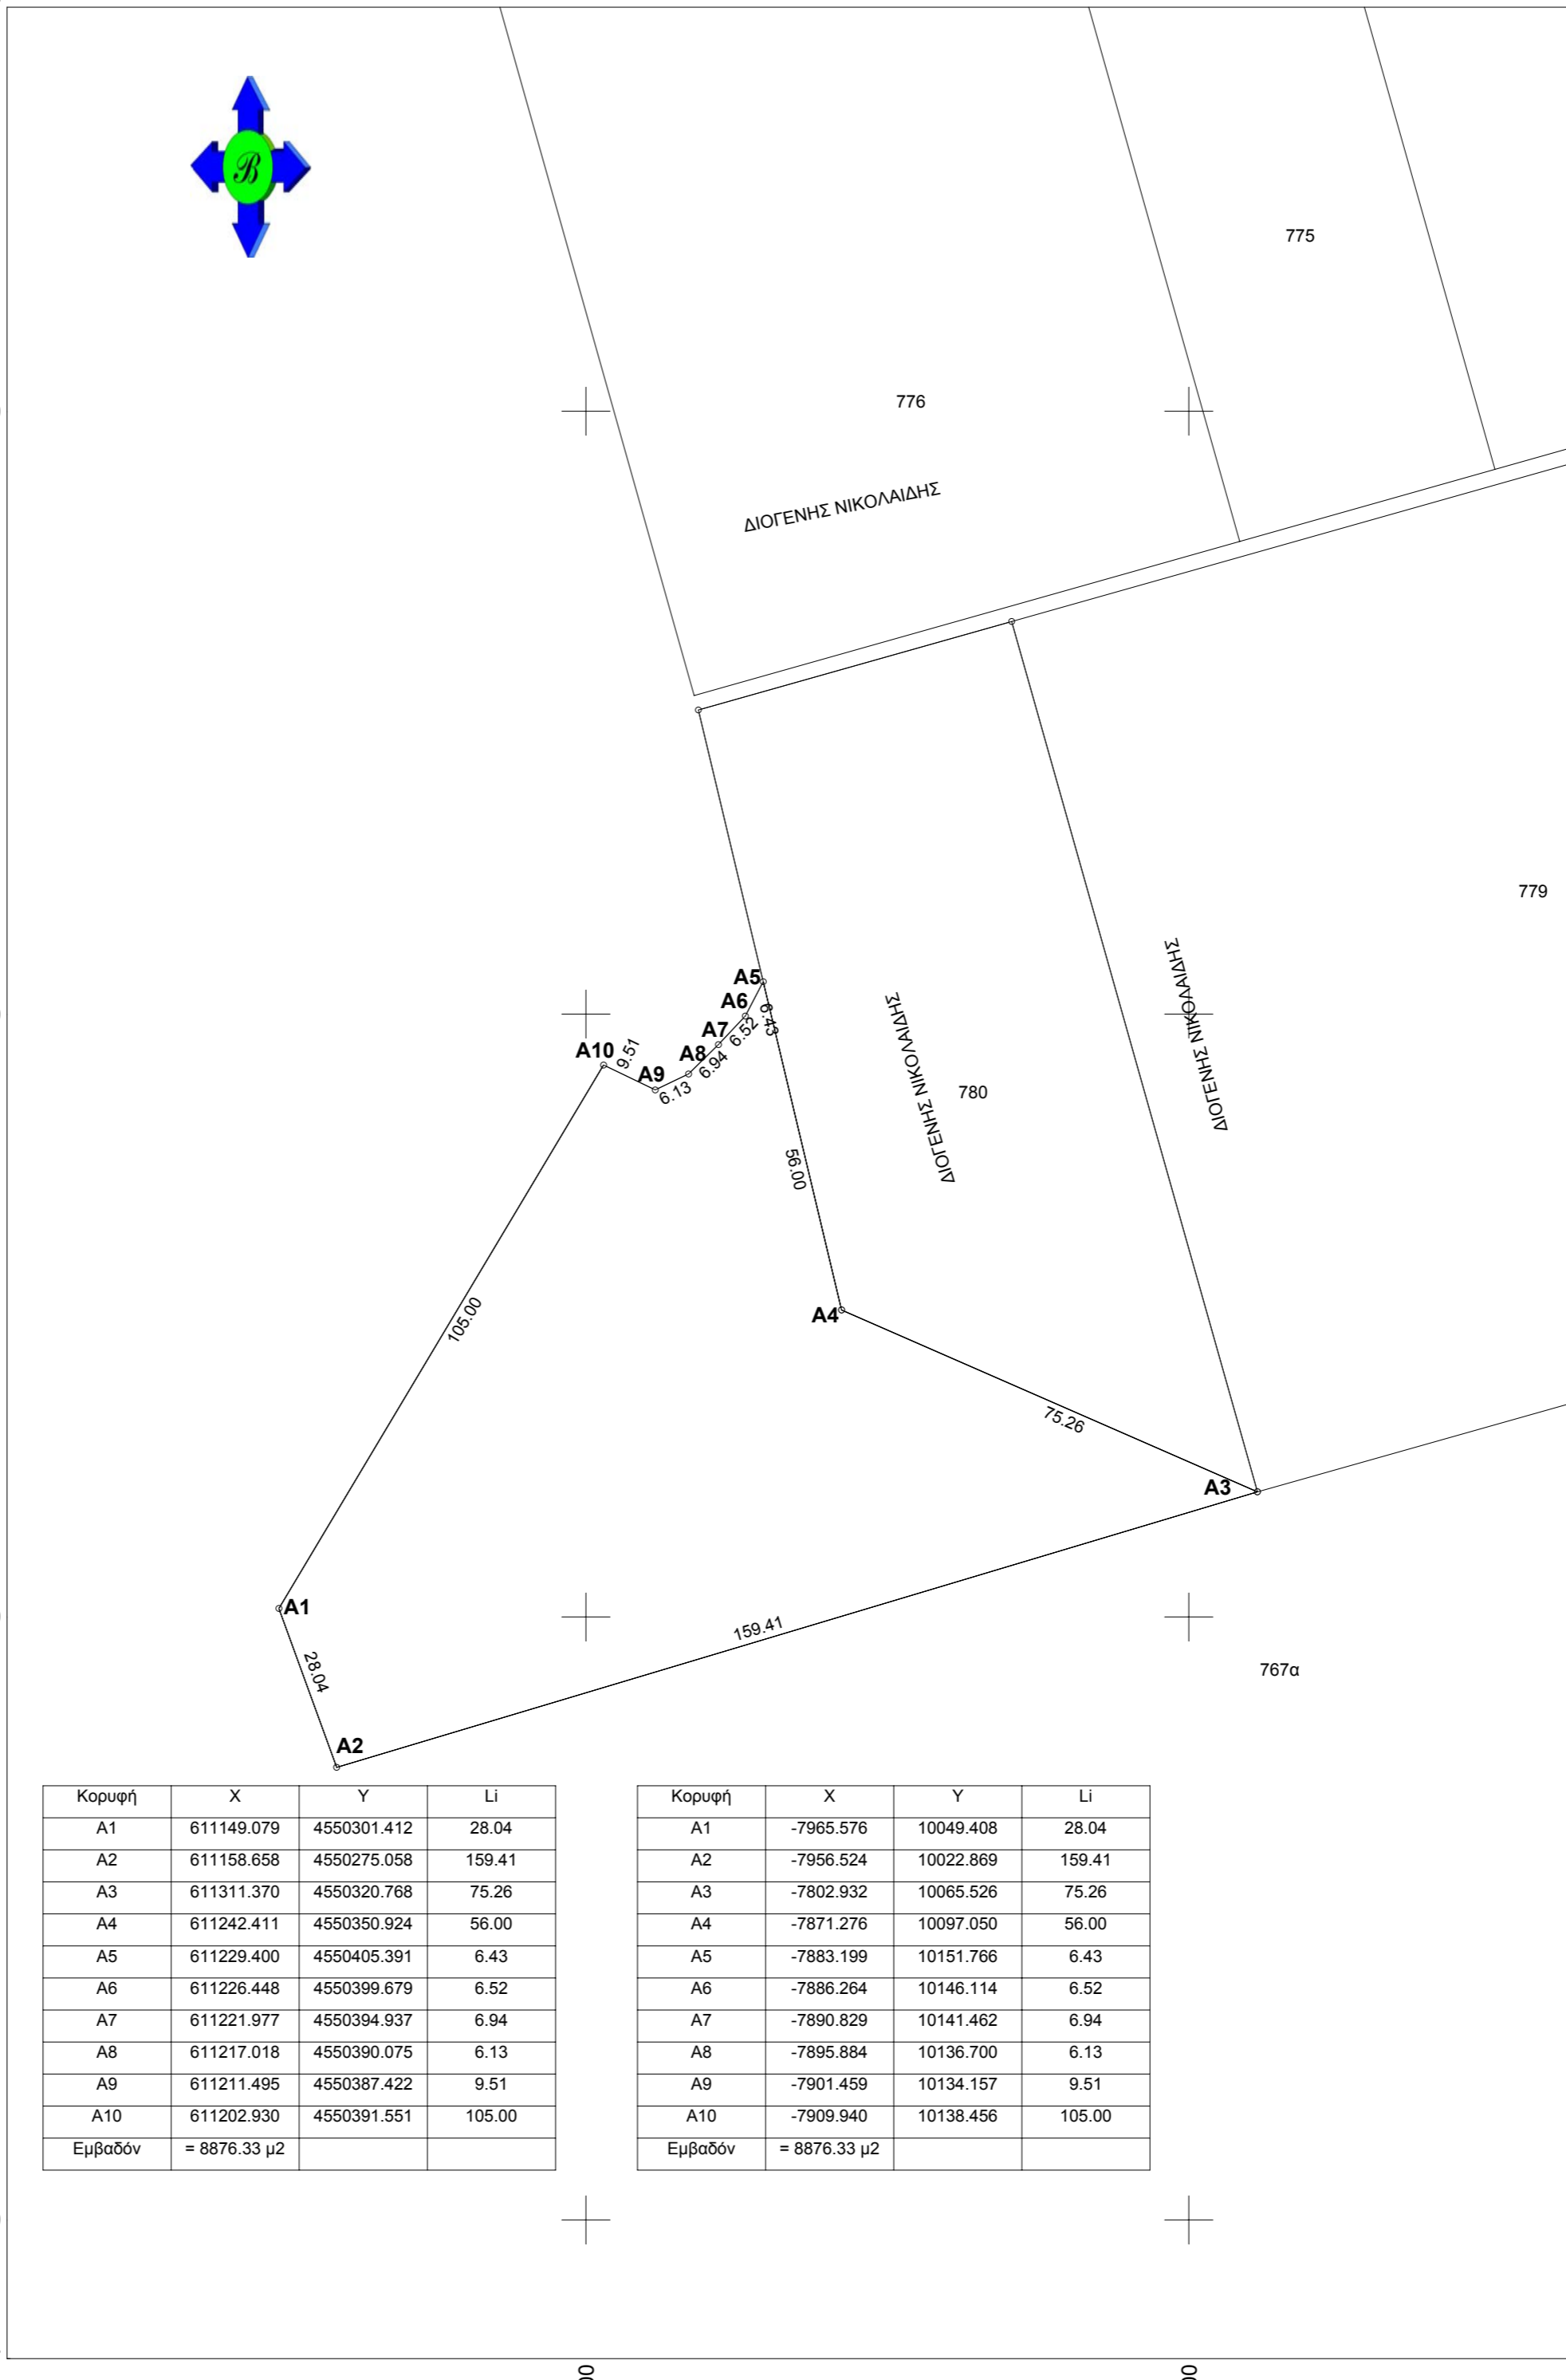 B
775
776
ΔΙΟΓΕΝΗΣ ΝΙΚΟΛΑΙΔΗΣ
779
A5
A6
6.43
A7
6.52
A10
9.51
A8
6.94
A9
6.13
ΔΙΟΓΕΝΗΣ ΝΙΚΟΛΑΙΔΗΣ
780
ΔΙΟΓΕΝΗΣ ΝΙΚΟΛΑΙΔΗΣ
56.00
105.00
A4
75.26
A3
A1
159.41
28.04
767α
A2
Κορυφή X Y Li
A1 611149.079 4550301.412 28.04
A2 611158.658 4550275.058 159.41
A3 611311.370 4550320.768 75.26
A4 611242.411 4550350.924 56.00
A5 611229.400 4550405.391 6.43
A6 611226.448 4550399.679 6.52
A7 611221.977 4550394.937 6.94
A8 611217.018 4550390.075 6.13
A9 611211.495 4550387.422 9.51
A10 611202.930 4550391.551 105.00
Εμβαδόν = 8876.33 μ2
Κορυφή X Y Li
A1 -7965.576 10049.408 28.04
A2 -7956.524 10022.869 159.41
A3 -7802.932 10065.526 75.26
A4 -7871.276 10097.050 56.00
A5 -7883.199 10151.766 6.43
A6 -7886.264 10146.114 6.52
A7 -7890.829 10141.462 6.94
A8 -7895.884 10136.700 6.13
A9 -7901.459 10134.157 9.51
A10 -7909.940 10138.456 105.00
Εμβαδόν = 8876.33 μ2